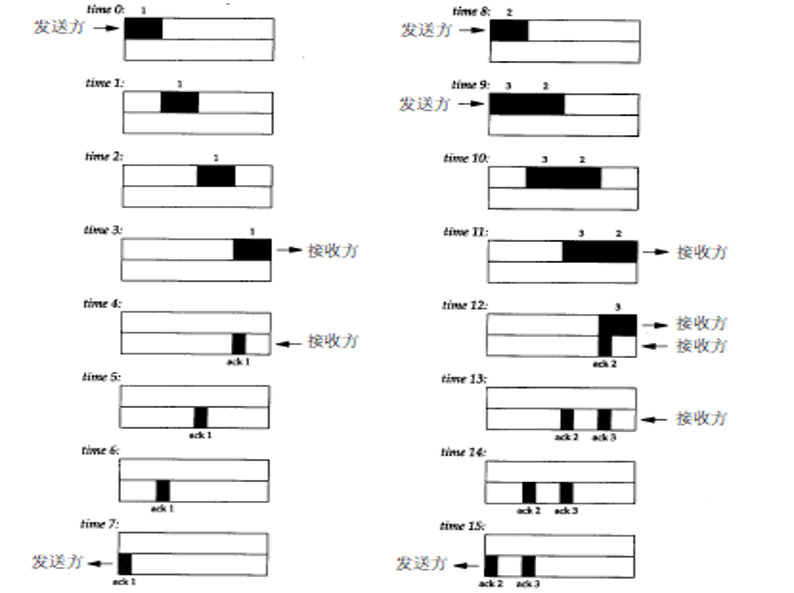 time 0: 1
发送方
time 1: 1
time 2: 1
time 3: 1
接收方
time 4:
接收方
ack 1
time 5:
ack 1
time 6:
ack 1
time 7:
发送方
ack 1
time 8: 2
发送方
time 9: 3 2
发送方
time 10: 3 2
time 11: 3 2
接收方
time 12: 3
接收方
接收方
ack 2
time 13:
接收方
ack 2 ack 3
time 14:
ack 2 ack 3
time 15:
发送方
ack 2 ack 3